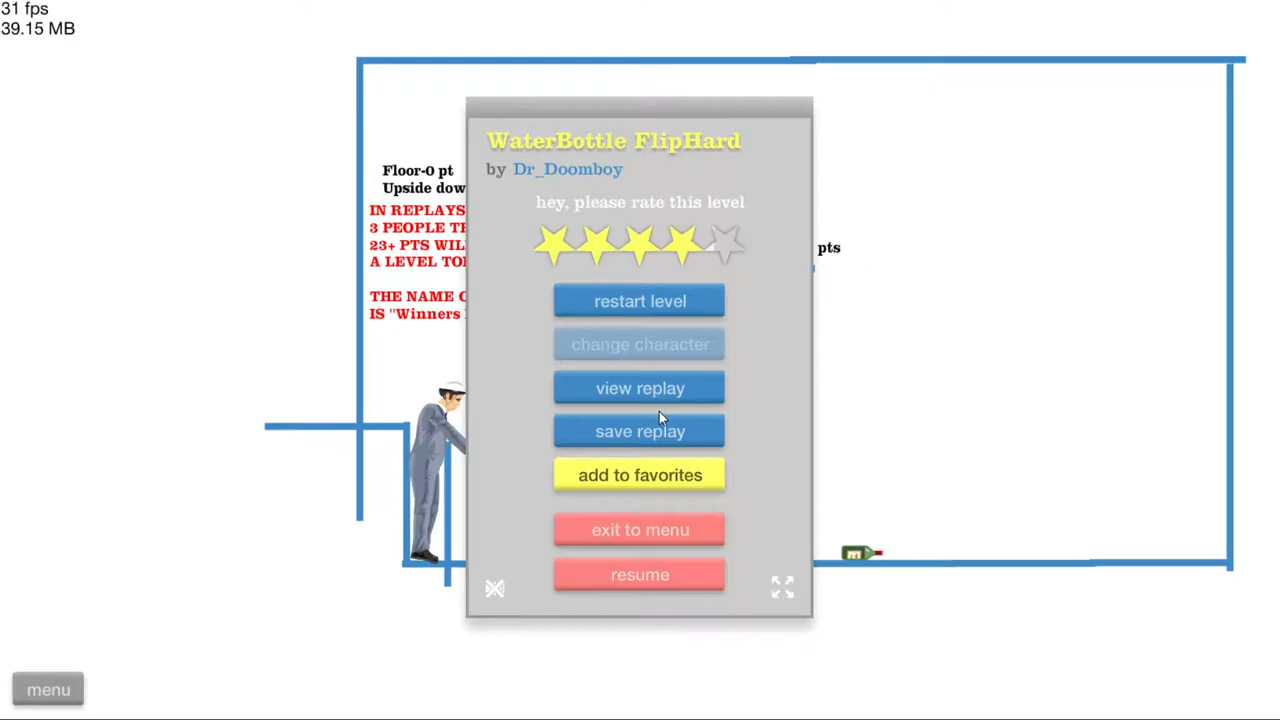 31 fps
39.15 MB
WaterBottle FlipHard
by Dr_Doomboy
hey, please rate this level
Floor-0 pt
Upside dow
IN REPLAYS
3 PEOPLE
23+ PTS WIL
A LEVEL
THE NAME
IS "Winners
pts
restart level
change character
view replay
save replay
add to favorites
exit to menu
resume
menu